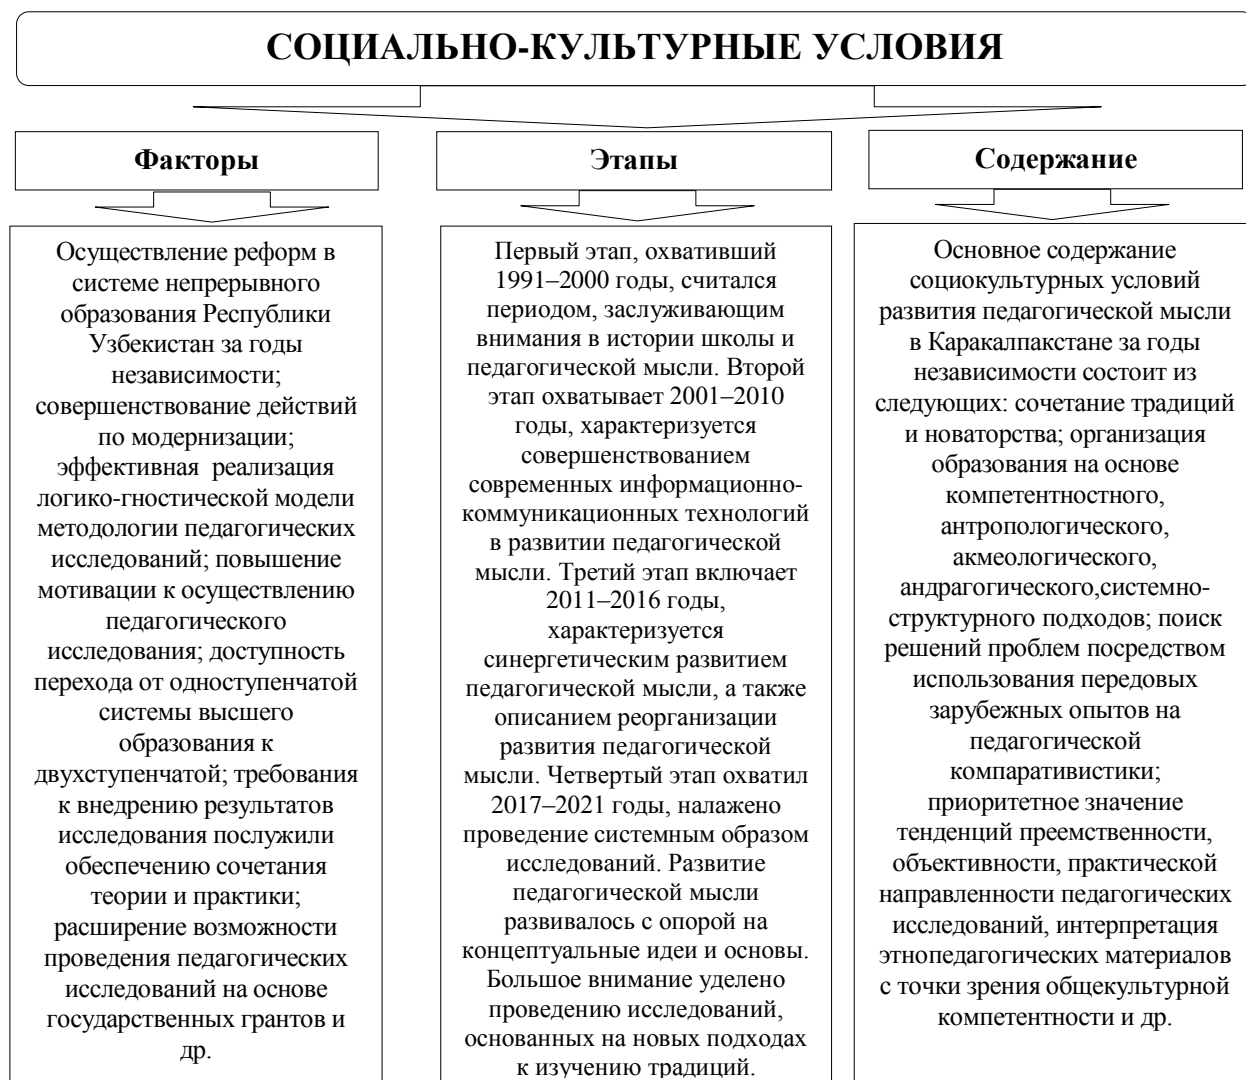 СОЦИАЛЬНО-КУЛЬТУРНЫЕ УСЛОВИЯ
Факторы
Осуществление реформ в
системе непрерывного
образования Республики
Узбекистан за годы
независимости;
совершенствование действий
по модернизации;
эффективная  реализация
логико-гностической модели
методологии педагогических
исследований; повышение
мотивации к осуществлению
педагогического
исследования; доступность
перехода от одноступенчатой
системы высшего
образования к
двухступенчатой; требования
к внедрению результатов
исследования послужили
обеспечению сочетания
теории и практики;
расширение возможности
проведения педагогических
исследований на основе
государственных грантов и
др.
Этапы
Первый этап, охвативший
1991–2000 годы, считался
периодом, заслуживающим
внимания в истории школы и
педагогической мысли. Второй
этап охватывает 2001–2010
годы, характеризуется
совершенствованием
современных информационно-
коммуникационных технологий
в развитии педагогической
мысли. Третий этап включает
2011–2016 годы,
характеризуется
синергетическим развитием
педагогической мысли, а также
описанием реорганизации
развития педагогической
мысли. Четвертый этап охватил
2017–2021 годы, налажено
проведение системным образом
исследований. Развитие
педагогической мысли
развивалось с опорой на
концептуальные идеи и основы.
Большое внимание уделено
проведению исследований,
основанных на новых подходах
к изучению традиций.
Содержание
Основное содержание
социокультурных условий
развития педагогической мысли
в Каракалпакстане за годы
независимости состоит из
следующих: сочетание традиций
и новаторства; организация
образования на основе
компетентностного,
антропологического,
акмеологического,
андрагогического,системно-
структурного подходов; поиск
решений проблем посредством
использования передовых
зарубежных опытов на
педагогической
компаративистики;
приоритетное значение
тенденций преемственности,
объективности, практической
направленности педагогических
исследований, интерпретация
этнопедагогических материалов
с точки зрения общекультурной
компетентности и др.